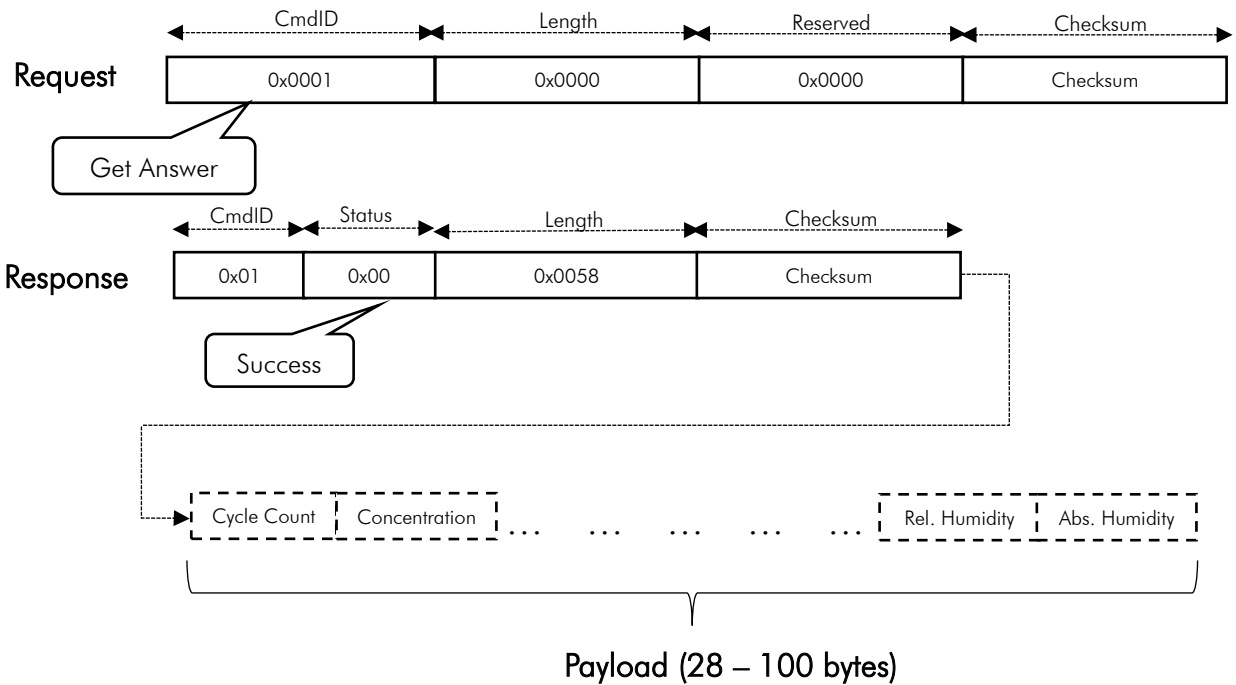 CmdID Length Reserved Checksum
Request 0x0001 0x0000 0x0000 Checksum
Get Answer
CmdID Status Length Checksum
Response 0x01 0x00 0x0058 Checksum
Success
Cycle Count Concentration ... ... ... ... ... Rel. Humidity Abs. Humidity
Payload (28 – 100 bytes)